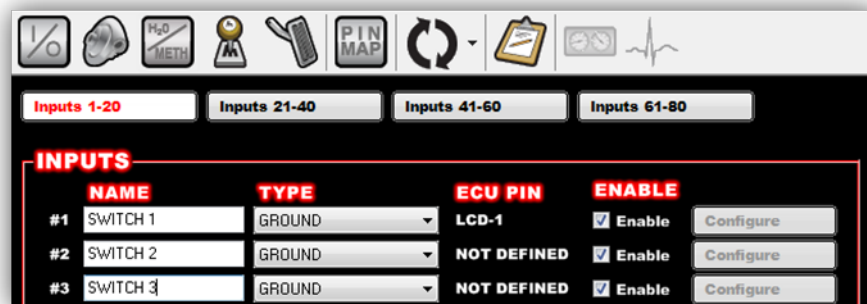 I/O H2O METH PIN MAP
Inputs 1-20 Inputs 21-40 Inputs 41-60 Inputs 61-80
INPUTS
NAME TYPE ECU PIN ENABLE
#1 SWITCH 1 GROUND LCD-1 Enable Configure
#2 SWITCH 2 GROUND NOT DEFINED Enable Configure
#3 SWITCH 3 GROUND NOT DEFINED Enable Configure